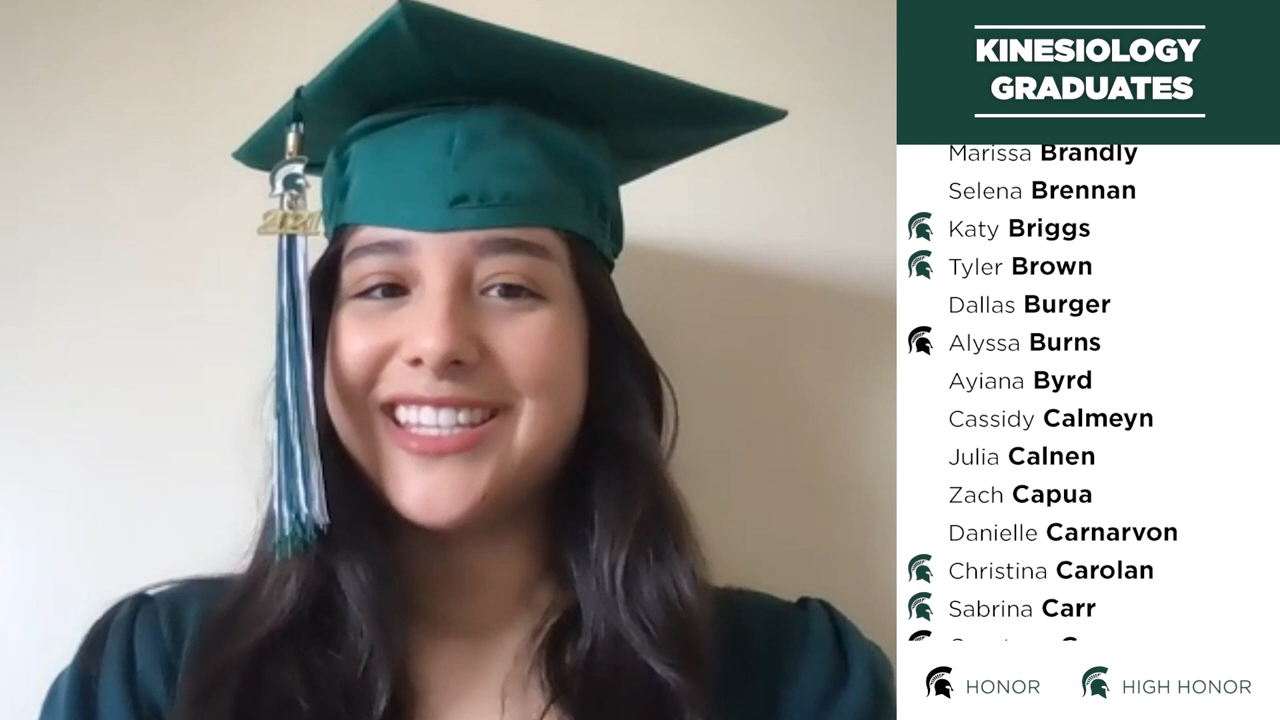 2020
KINESIOLOGY
GRADUATES
Marissa Brandly
Selena Brennan
Katy Briggs
Tyler Brown
Dallas Burger
Alyssa Burns
Ayiana Byrd
Cassidy Calmeyn
Julia Calnen
Zach Capua
Danielle Carnarvon
Christina Carolan
Sabrina Carr
HONOR
HIGH HONOR